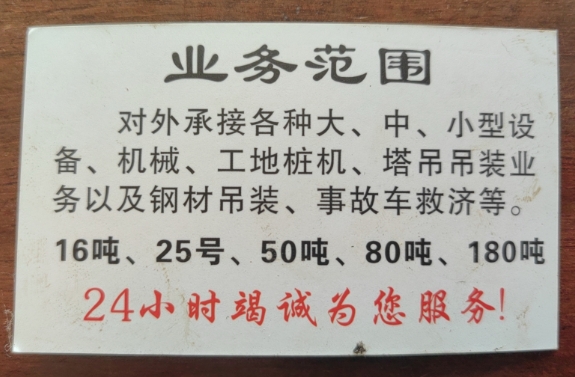 业务范围
对外承接各种大、中、小型设
备、机械、工地桩机、塔吊吊装业
务以及钢材吊装、事故车救济等。
16吨、25号、50吨、80吨、180吨
24小时竭诚为您服务!